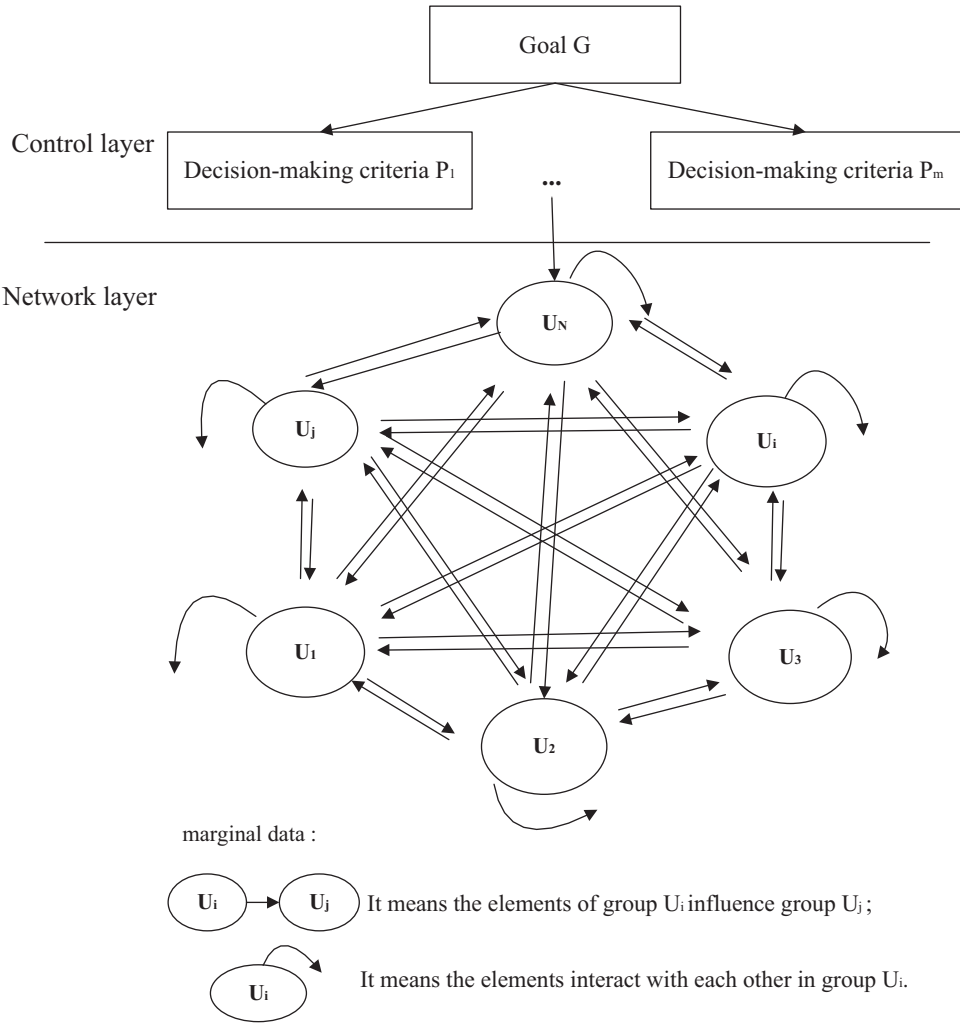 Goal G
Control layer
Decision-making criteria P1
...
Decision-making criteria Pm
Network layer
UN
Uj
Ui
U1
U3
U2
marginal data :
Ui
Uj
It means the elements of group Ui influence group Uj ;
Ui
It means the elements interact with each other in group Ui.